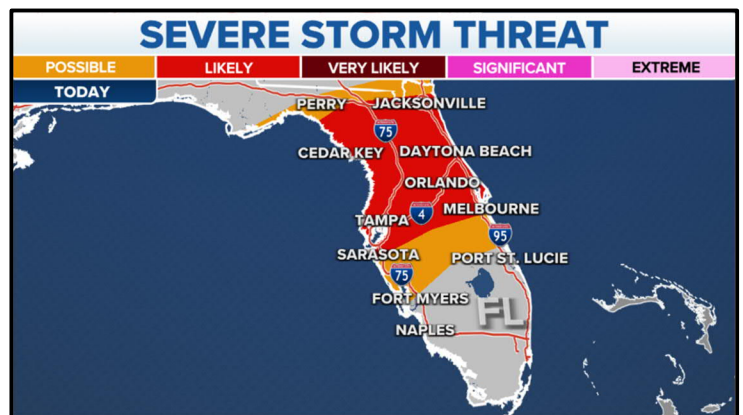 SEVERE STORM THREAT
POSSIBLE LIKELY VERY LIKELY SIGNIFICANT EXTREME
TODAY
PERRY JACKSONVILLE
75
CEDAR KEY DAYTONA BEACH
ORLANDO
TAMPA 4 MELBOURNE
95
SARASOTA PORT ST. LUCIE
75
FORT MYERS
FL
NAPLES